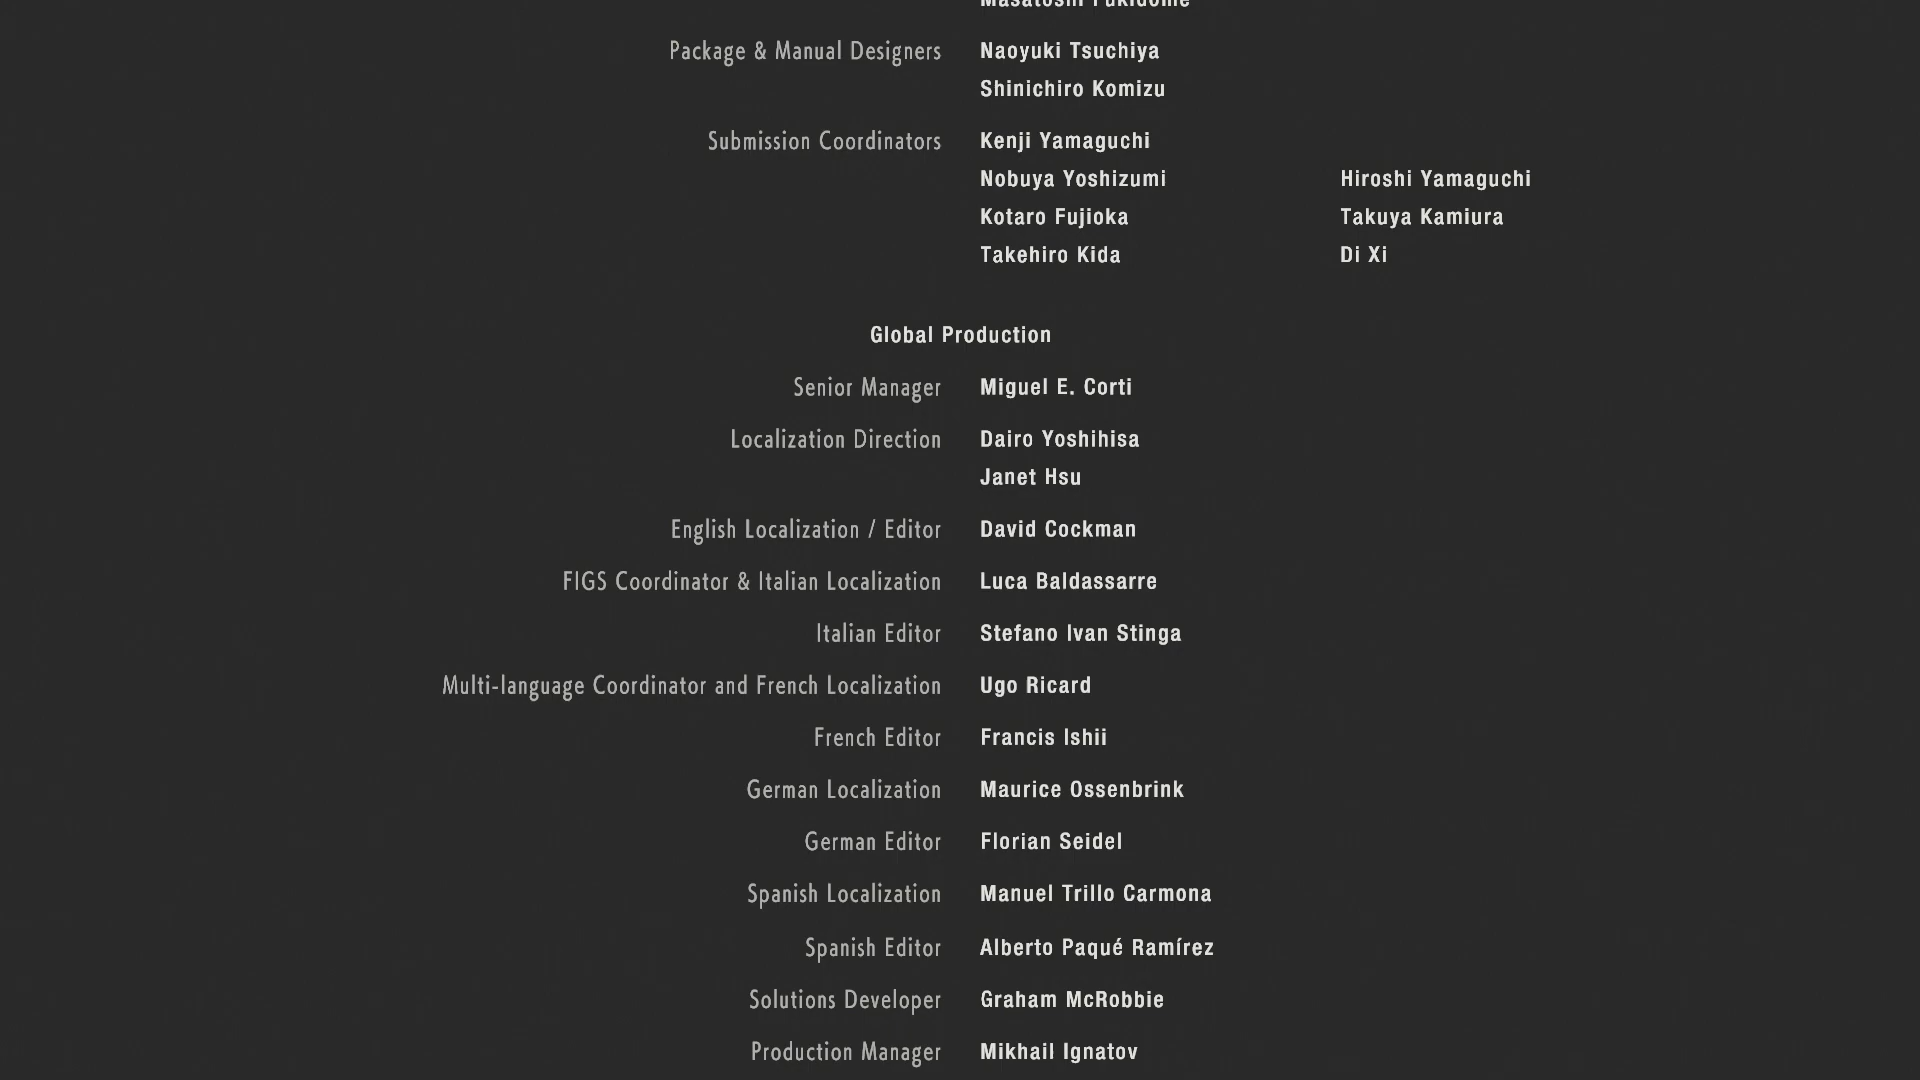 Masatoshi Fukidome
Package & Manual Designers Naoyuki Tsuchiya
Shinichiro Komizu
Submission Coordinators Kenji Yamaguchi
Nobuya Yoshizumi Hiroshi Yamaguchi
Kotaro Fujioka Takuya Kamiura
Takehiro Kida Di Xi
Global Production
Senior Manager Miguel E. Corti
Localization Direction Dairo Yoshihisa
Janet Hsu
English Localization / Editor David Cockman
FIGS Coordinator & Italian Localization Luca Baldassarre
Italian Editor Stefano Ivan Stinga
Multi-language Coordinator and French Localization Ugo Ricard
French Editor Francis Ishii
German Localization Maurice Ossenbrink
German Editor Florian Seidel
Spanish Localization Manuel Trillo Carmona
Spanish Editor Alberto Paqué Ramírez
Solutions Developer Graham McRobbie
Production Manager Mikhail Ignatov